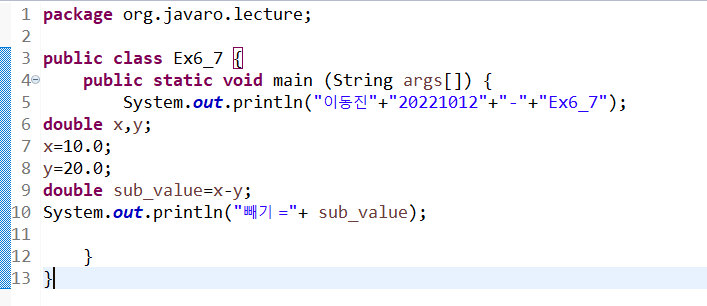 1 package org.javaro.lecture;
2
3 public class Ex6_7 {
4     public static void main (String args[]) {
5         System.out.println("이동진"+"20221012"+"-"+"Ex6_7");
6 double x,y;
7 x=10.0;
8 y=20.0;
9 double sub_value=x-y;
10 System.out.println("빼기 ="+ sub_value);
11
12     }
13 }